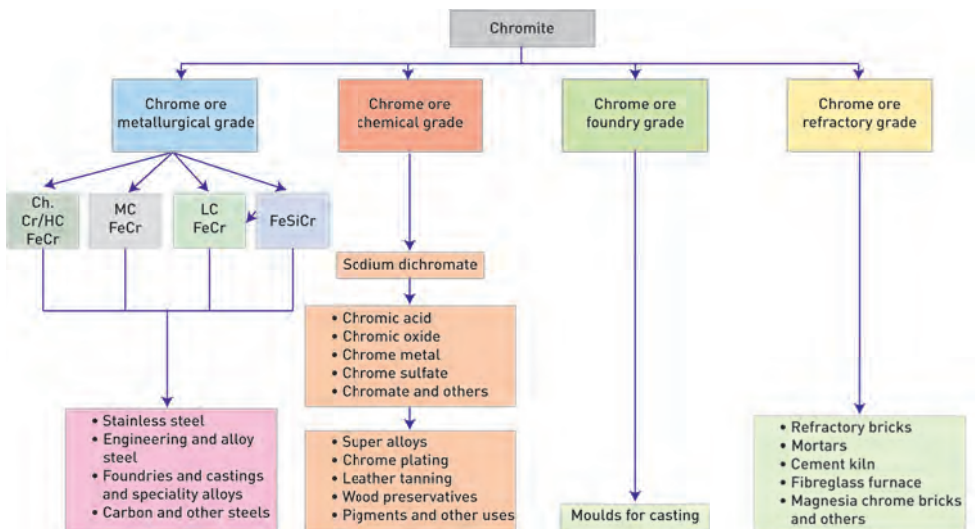 Chromite
Chrome ore
metallurgical grade
Chrome ore
chemical grade
Chrome ore
foundry grade
Chrome ore
refractory grade
Ch.
Cr/HC
FeCr
MC
FeCr
LC
FeCr
FeSiCr
Sodium dichromate
• Chromic acid
• Chromic oxide
• Chrome metal
• Chrome sulfate
• Chromate and others
• Stainless steel
• Engineering and alloy
steel
• Foundries and castings
and speciality alloys
• Carbon and other steels
• Super alloys
• Chrome plating
• Leather tanning
• Wood preservatives
• Pigments and other uses
Moulds for casting
• Refractory bricks
• Mortars
• Cement kiln
• Fibreglass furnace
• Magnesia chrome bricks
and others